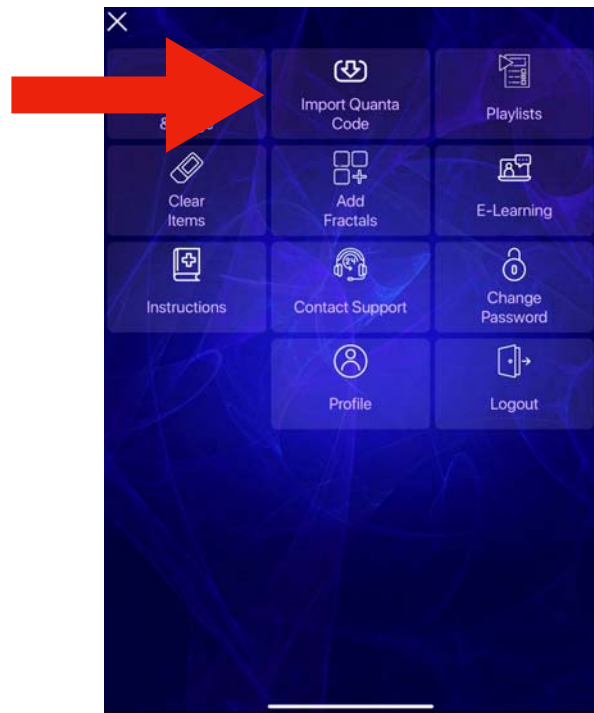 Import Quanta
Code
Playlists
Clear
Items
Add
Fractals
E-Learning
Instructions
Contact Support
Change
Password
Profile
Logout